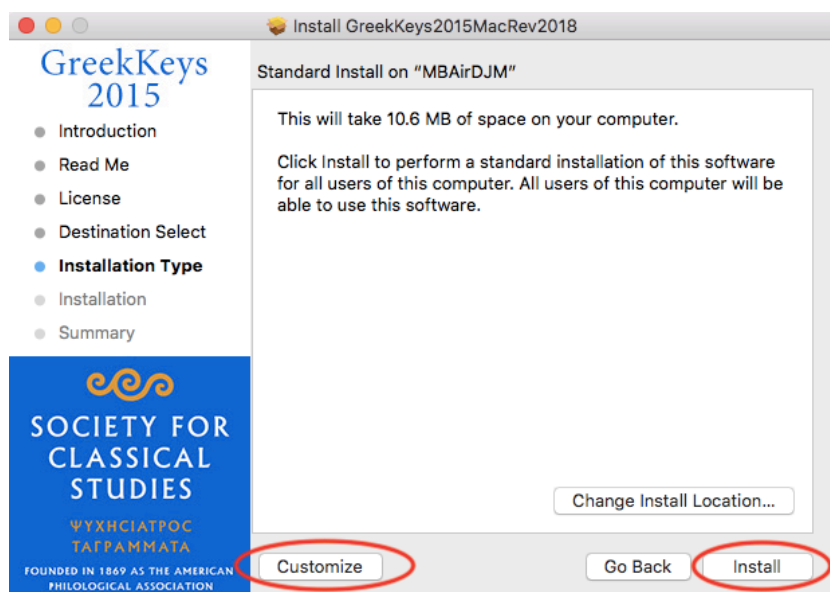 Install GreekKeys2015MacRev2018
GreekKeys
2015
Introduction
Read Me
License
Destination Select
Installation Type
Installation
Summary
SOCIETY FOR
CLASSICAL
STUDIES
ΨΥΧΗCΙΑΤΡΟC
ΤΑΓΡΑΜΜΑΤΑ
FOUNDED IN 1869 AS THE AMERICAN
PHILOLOGICAL ASSOCIATION
Standard Install on “MBAirDJM”
This will take 10.6 MB of space on your computer.
Click Install to perform a standard installation of this software
for all users of this computer. All users of this computer will be
able to use this software.
Change Install Location...
Customize
Go Back
Install